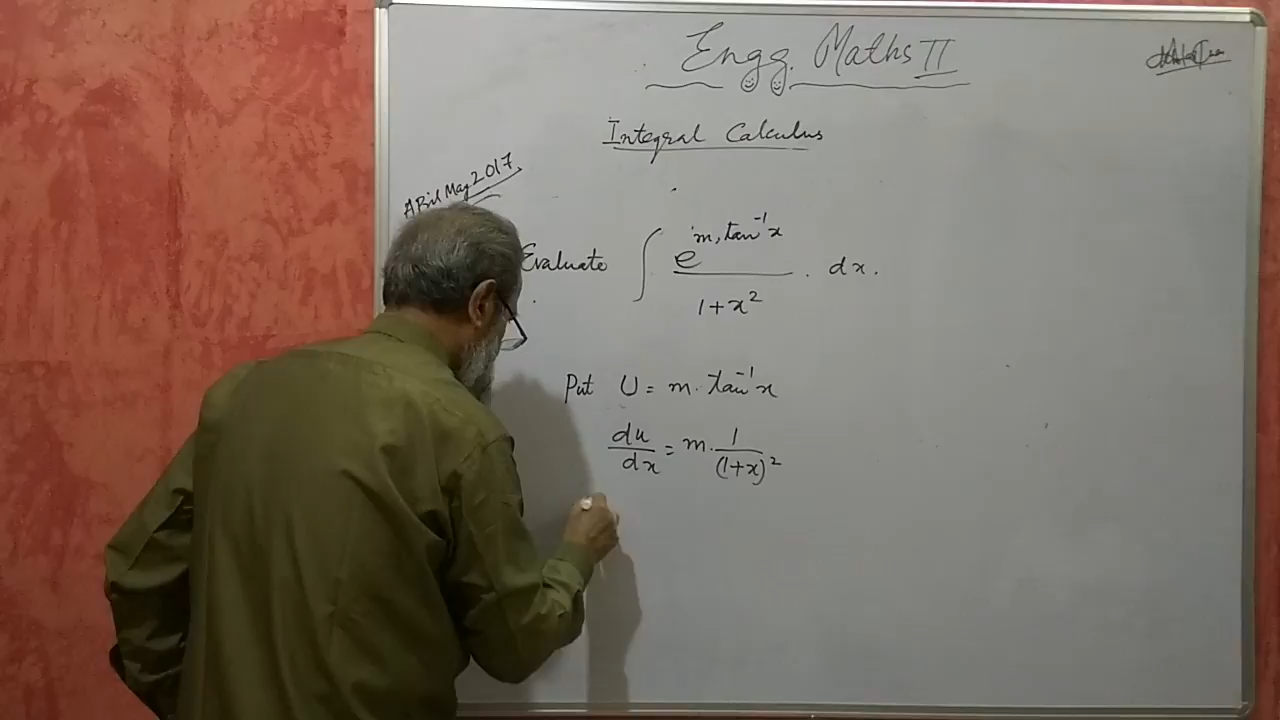 Engg. Maths II
Integral Calculus
April May 2017
Evaluate ∫ e^(m.tan⁻¹x) / (1+x²) . dx.
Put U = m. tan⁻¹x
du/dx = m. 1/(1+x)²